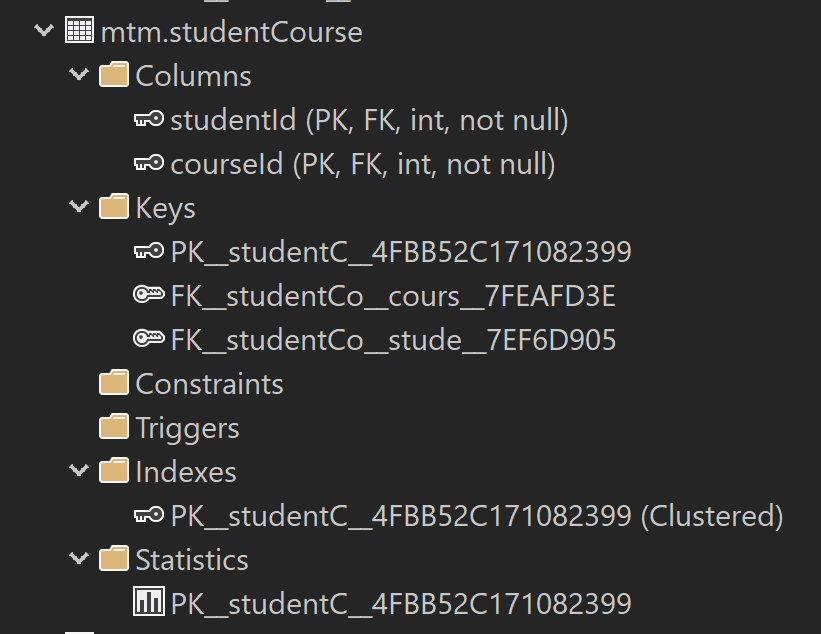 mtm.studentCourse
Columns
studentId (PK, FK, int, not null)
courseId (PK, FK, int, not null)
Keys
PK__studentC__4FBB52C171082399
FK__studentCo__cours__7FEAFD3E
FK__studentCo__stude__7EF6D905
Constraints
Triggers
Indexes
PK__studentC__4FBB52C171082399 (Clustered)
Statistics
PK__studentC__4FBB52C171082399